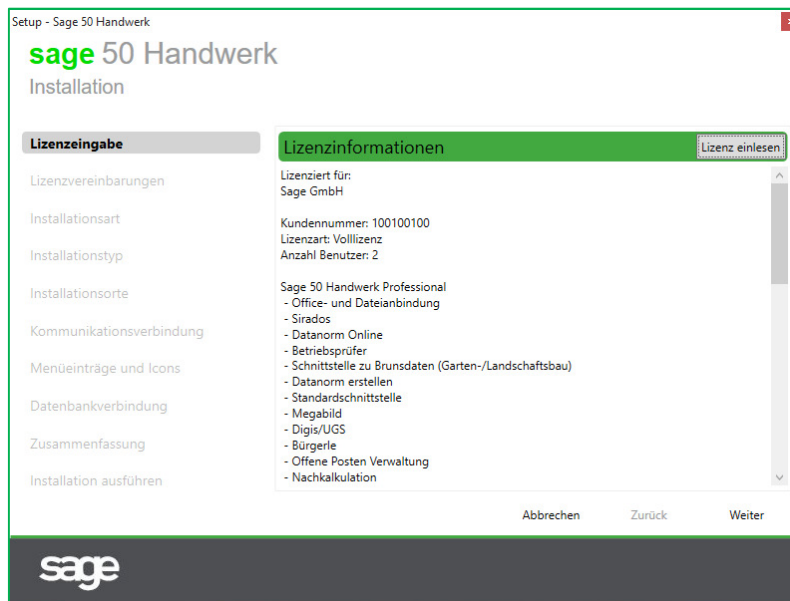 Setup - Sage 50 Handwerk
sage 50 Handwerk
Installation
Lizenzeingabe
Lizenzvereinbarungen
Installationsart
Installationstyp
Installationsorte
Kommunikationsverbindung
Menüeinträge und Icons
Datenbankverbindung
Zusammenfassung
Installation ausführen
Lizenzinformationen
Lizenz einlesen
Lizenziert für:
Sage GmbH
Kundennummer: 100100100
Lizenzart: Volllizenz
Anzahl Benutzer: 2
Sage 50 Handwerk Professional
- Office- und Dateianbindung
- Sirados
- Datanorm Online
- Betriebsprüfer
- Schnittstelle zu Brunsdaten (Garten-/Landschaftsbau)
- Datanorm erstellen
- Standardschnittstelle
- Megabild
- Digis/UGS
- Bürgerle
- Offene Posten Verwaltung
- Nachkalkulation
Abbrechen
Zurück
Weiter
sage